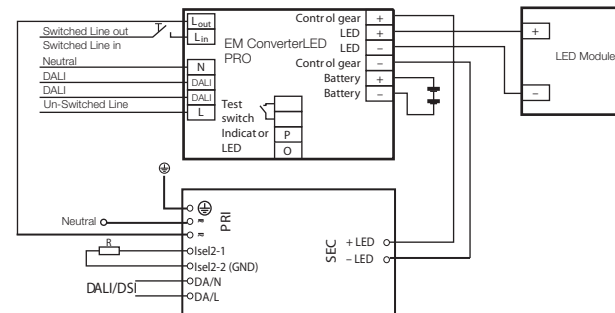 Switched Line out
Switched Line in
Neutral
DALI
DALI
Un-Switched Line
Lout
Lin
N
DALI
DALI
L
EM ConverterLED
PRO
Test
switch
Indicator
LED
P
O
Control gear +
LED +
LED –
Control gear –
Battery +
Battery –
+
–
LED Module
Neutral
R
DALI/DSI
PRI
Isel2-1
Isel2-2 (GND)
DA/N
DA/L
SEC
+ LED
– LED